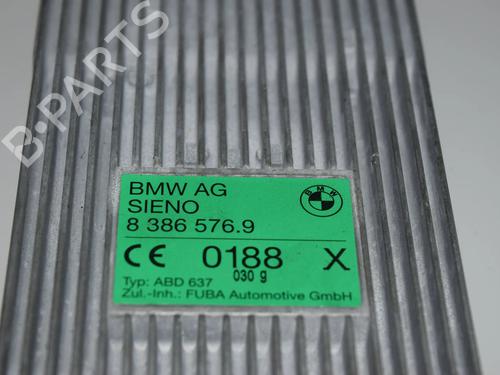 B-PARTS
BMW AG
BMW
SIENO
8 386 576.9
CE 0188 X
030 g
Typ: ABD 637
Zul.-Inh.: FUBA Automotive GmbH